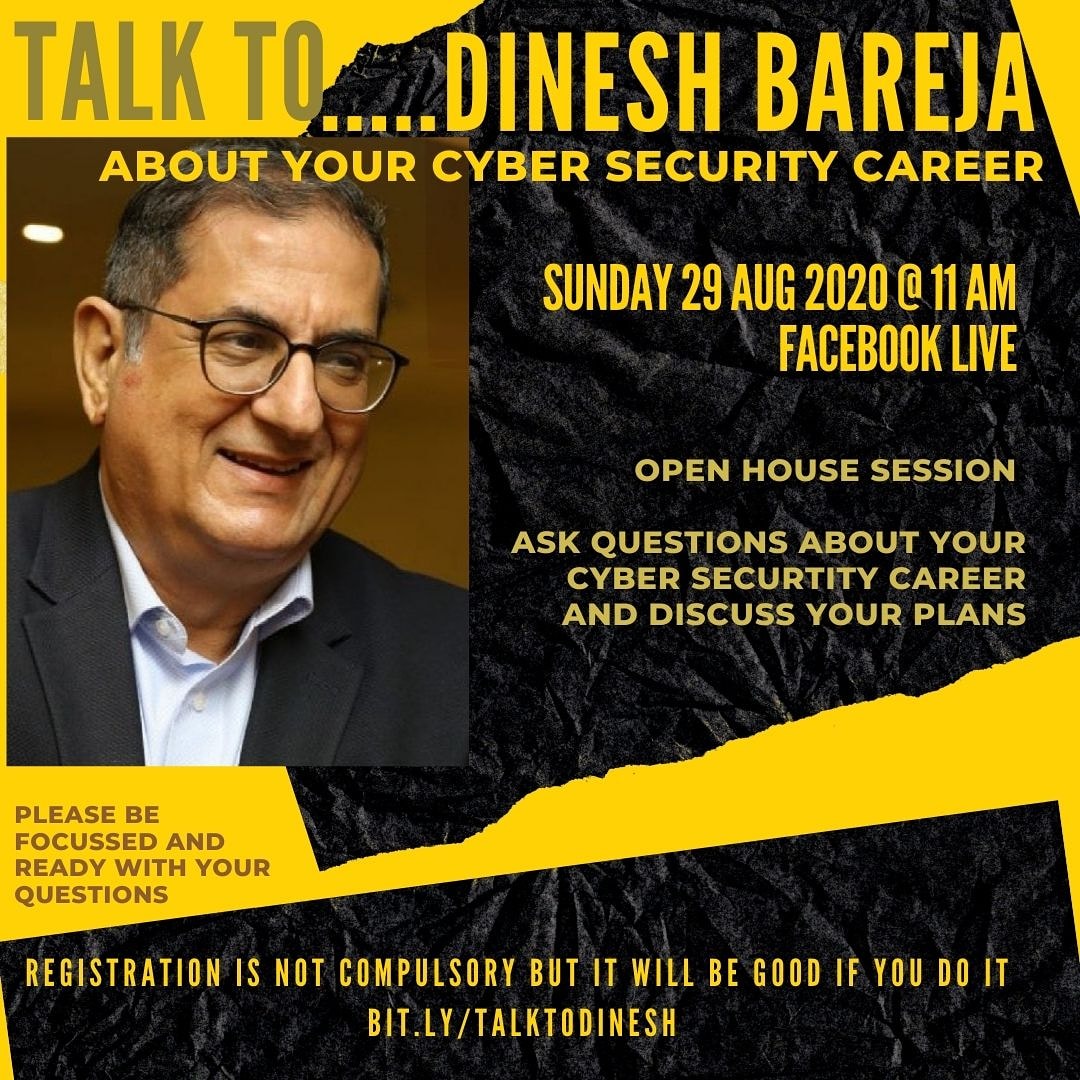 TALK TO.....DINESH BAREJA
ABOUT YOUR CYBER SECURITY CAREER
SUNDAY 29 AUG 2020 @ 11 AM
FACEBOOK LIVE
OPEN HOUSE SESSION
ASK QUESTIONS ABOUT YOUR
CYBER SECURTITY CAREER
AND DISCUSS YOUR PLANS
PLEASE BE
FOCUSSED AND
READY WITH YOUR
QUESTIONS
REGISTRATION IS NOT COMPULSORY BUT IT WILL BE GOOD IF YOU DO IT
BIT.LY/TALKTODINESH